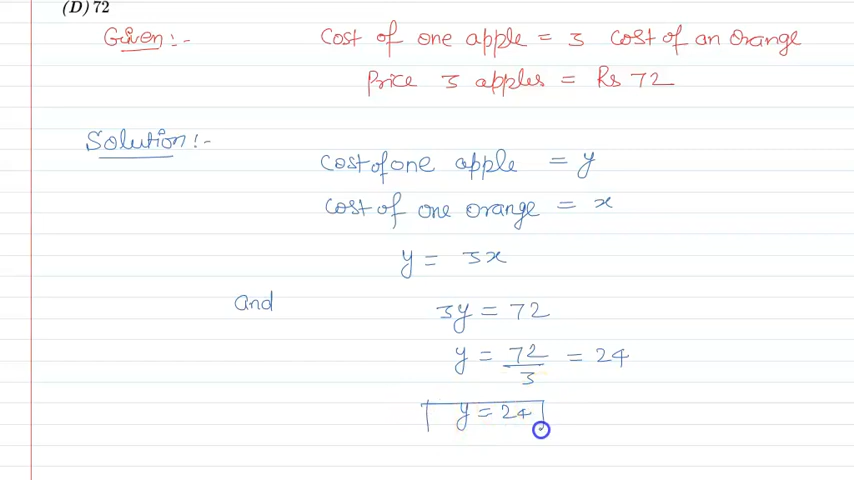 (D) 72
Given :- Cost of one apple = 3 cost of an orange
Price 3 apples = Rs 72
Solution :-
cost of one apple = y
cost of one orange = x
y = 3x
and 3y = 72
y = 72/3 = 24
y = 24